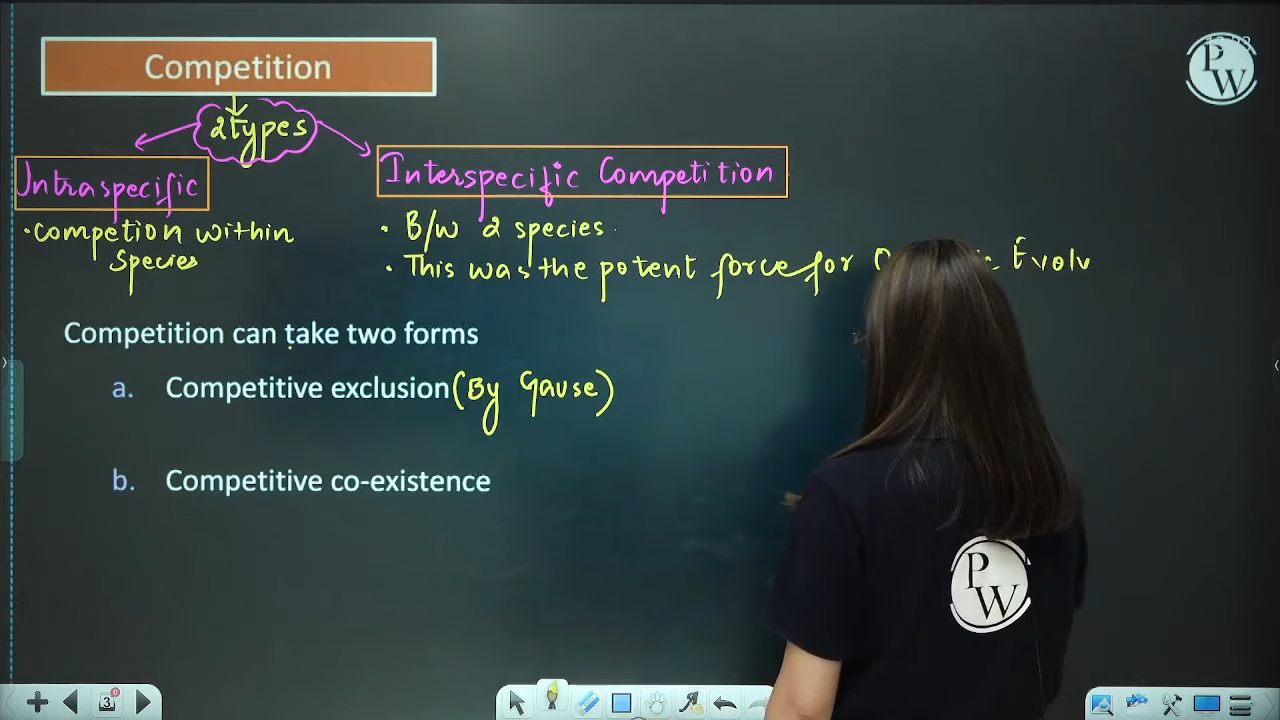 Competition
2types
Intraspecific
Interspecific Competition
• Competion within
species
• B/w 2 species
• This was the potent force for Evolu
Competition can take two forms
a. Competitive exclusion (By Gause)
b. Competitive co-existence
PW
PW
3